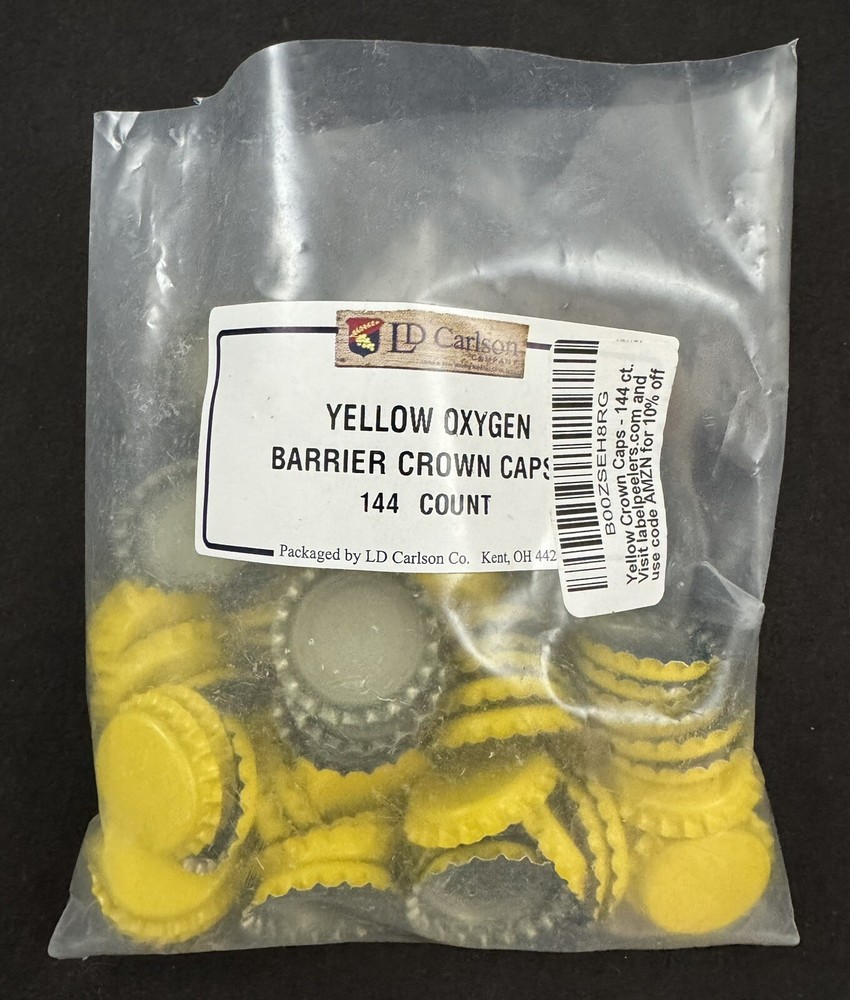 LD Carlson
COMPANY
YELLOW OXYGEN
BARRIER CROWN CAPS
144 COUNT
Packaged by LD Carlson Co. Kent, OH 442
B00ZSEH8RG
Yellow Crown Caps - 144 ct.
Visit labelpeelers.com and
use code AMZN for 10% off